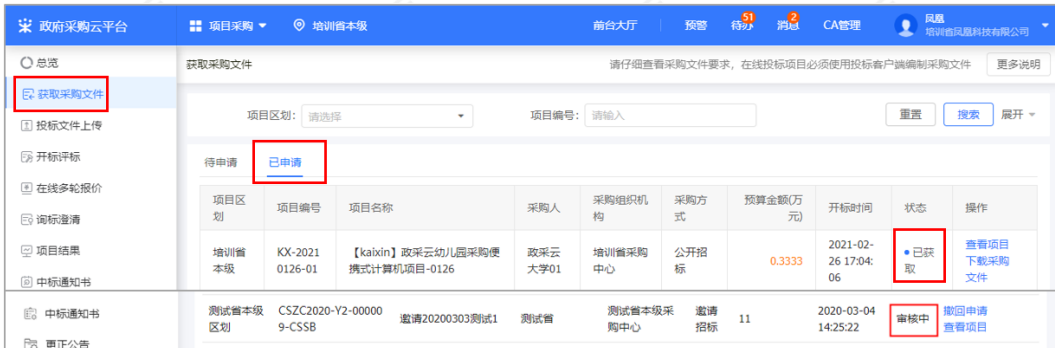 政府采购云平台
项目采购
培训省本级
前台大厅
预警
待办
51
消息
2
CA管理
凤凰
培训省凤凰科技有限公司
总览
获取采购文件
投标文件上传
开标评标
在线多轮报价
询标澄清
项目结果
中标通知书
中标通知书
更正公告
获取采购文件
请仔细查看采购文件要求，在线投标项目必须使用投标客户端编制采购文件
更多说明
项目区划：
请选择
项目编号：
请输入
重置
搜索
展开
待申请
已申请
项目区
划
项目编号
项目名称
采购人
采购组织机
构
采购方
式
预算金额(万
元)
开标时间
状态
操作
培训省
本级
KX-2021
0126-01
【kaixin】政采云幼儿园采购便
携式计算机项目-0126
政采云
大学01
培训省采购
中心
公开招
标
0.3333
2021-02-
26 17:04:
06
已获
取
查看项目
下载采购
文件
测试省本级
区划
CSZC2020-Y2-00000
9-CSSB
邀请20200303测试1
测试省
测试省本级采
购中心
邀请
招标
11
2020-03-04
14:25:22
审核中
撤回申请
查看项目